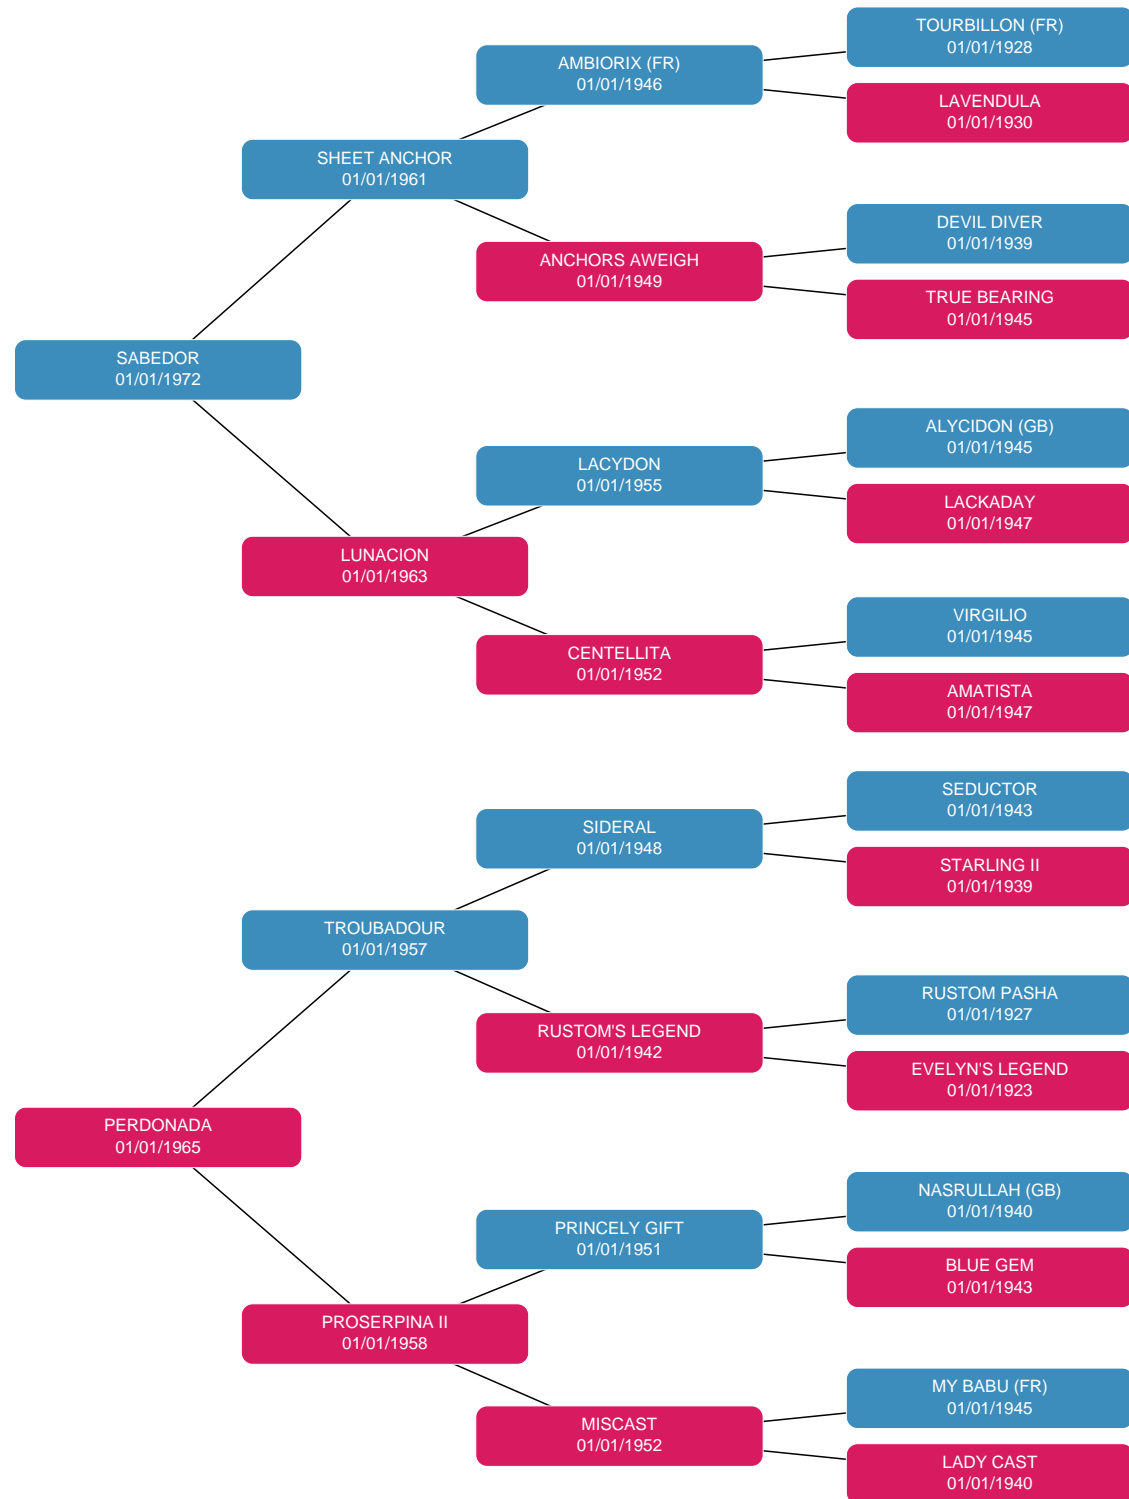 TOURBILLON (FR)
01/01/1928
AMBIORIX (FR)
01/01/1946
LAVENDULA
01/01/1930
SHEET ANCHOR
01/01/1961
DEVIL DIVER
01/01/1939
ANCHORS AWEIGH
01/01/1949
TRUE BEARING
01/01/1945
SABEDOR
01/01/1972
ALYCIDON (GB)
01/01/1945
LACYDON
01/01/1955
LACKADAY
01/01/1947
LUNACION
01/01/1963
VIRGILIO
01/01/1945
CENTELLITA
01/01/1952
AMATISTA
01/01/1947
SEDUCTOR
01/01/1943
SIDERAL
01/01/1948
STARLING II
01/01/1939
TROUBADOUR
01/01/1957
RUSTOM PASHA
01/01/1927
RUSTOM'S LEGEND
01/01/1942
EVELYN'S LEGEND
01/01/1923
PERDONADA
01/01/1965
NASRULLAH (GB)
01/01/1940
PRINCELY GIFT
01/01/1951
BLUE GEM
01/01/1943
PROSERPINA II
01/01/1958
MY BABU (FR)
01/01/1945
MISCAST
01/01/1952
LADY CAST
01/01/1940